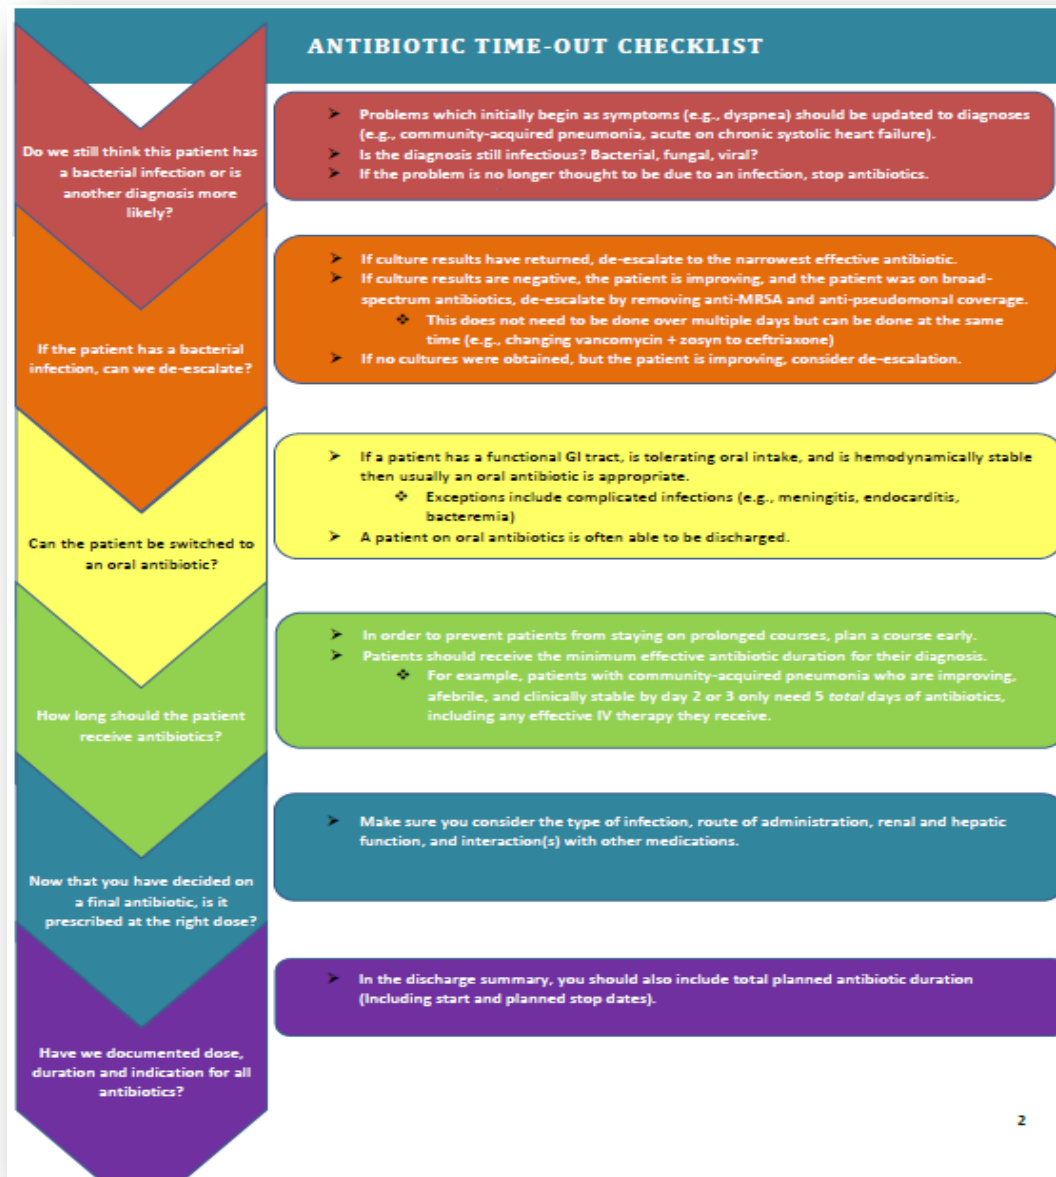 ANTIBIOTIC TIME-OUT CHECKLIST
Do we still think this patient has
a bacterial infection or is
another diagnosis more
likely?
➤ Problems which initially begin as symptoms (e.g., dyspnea) should be updated to diagnoses
(e.g., community-acquired pneumonia, acute on chronic systolic heart failure).
➤ Is the diagnosis still infectious? Bacterial, fungal, viral?
➤ If the problem is no longer thought to be due to an infection, stop antibiotics.
If the patient has a bacterial
infection, can we de-escalate?
➤ If culture results have returned, de-escalate to the narrowest effective antibiotic.
➤ If culture results are negative, the patient is improving, and the patient was on broad-
spectrum antibiotics, de-escalate by removing anti-MRSA and anti-pseudomonal coverage.
❖ This does not need to be done over multiple days but can be done at the same
time (e.g., changing vancomycin + zosyn to ceftriaxone)
➤ If no cultures were obtained, but the patient is improving, consider de-escalation.
Can the patient be switched to
an oral antibiotic?
➤ If a patient has a functional GI tract, is tolerating oral intake, and is hemodynamically stable
then usually an oral antibiotic is appropriate.
❖ Exceptions include complicated infections (e.g., meningitis, endocarditis,
bacteremia)
➤ A patient on oral antibiotics is often able to be discharged.
How long should the patient
receive antibiotics?
➤ In order to prevent patients from staying on prolonged courses, plan a course early.
➤ Patients should receive the minimum effective antibiotic duration for their diagnosis.
❖ For example, patients with community-acquired pneumonia who are improving,
afebrile, and clinically stable by day 2 or 3 only need 5 total days of antibiotics,
including any effective IV therapy they receive.
Now that you have decided on
a final antibiotic, is it
prescribed at the right dose?
➤ Make sure you consider the type of infection, route of administration, renal and hepatic
function, and interaction(s) with other medications.
Have we documented dose,
duration and indication for all
antibiotics?
➤ In the discharge summary, you should also include total planned antibiotic duration
(Including start and planned stop dates).
2